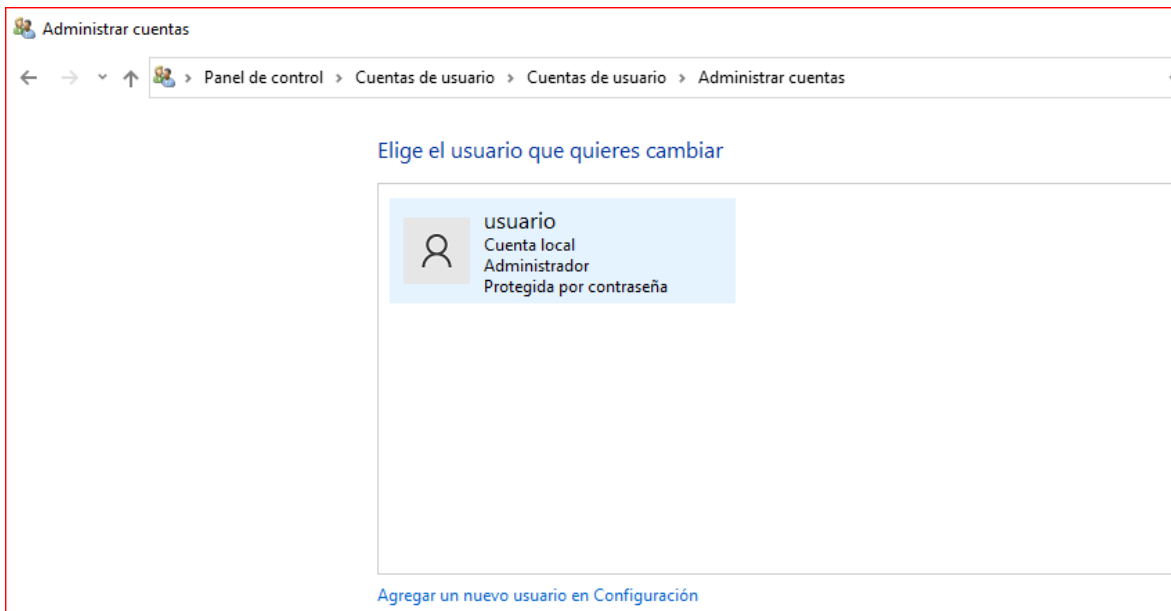 Administrar cuentas
Panel de control > Cuentas de usuario > Cuentas de usuario > Administrar cuentas
Elige el usuario que quieres cambiar
usuario
Cuenta local
Administrador
Protegida por contraseña
Agregar un nuevo usuario en Configuración